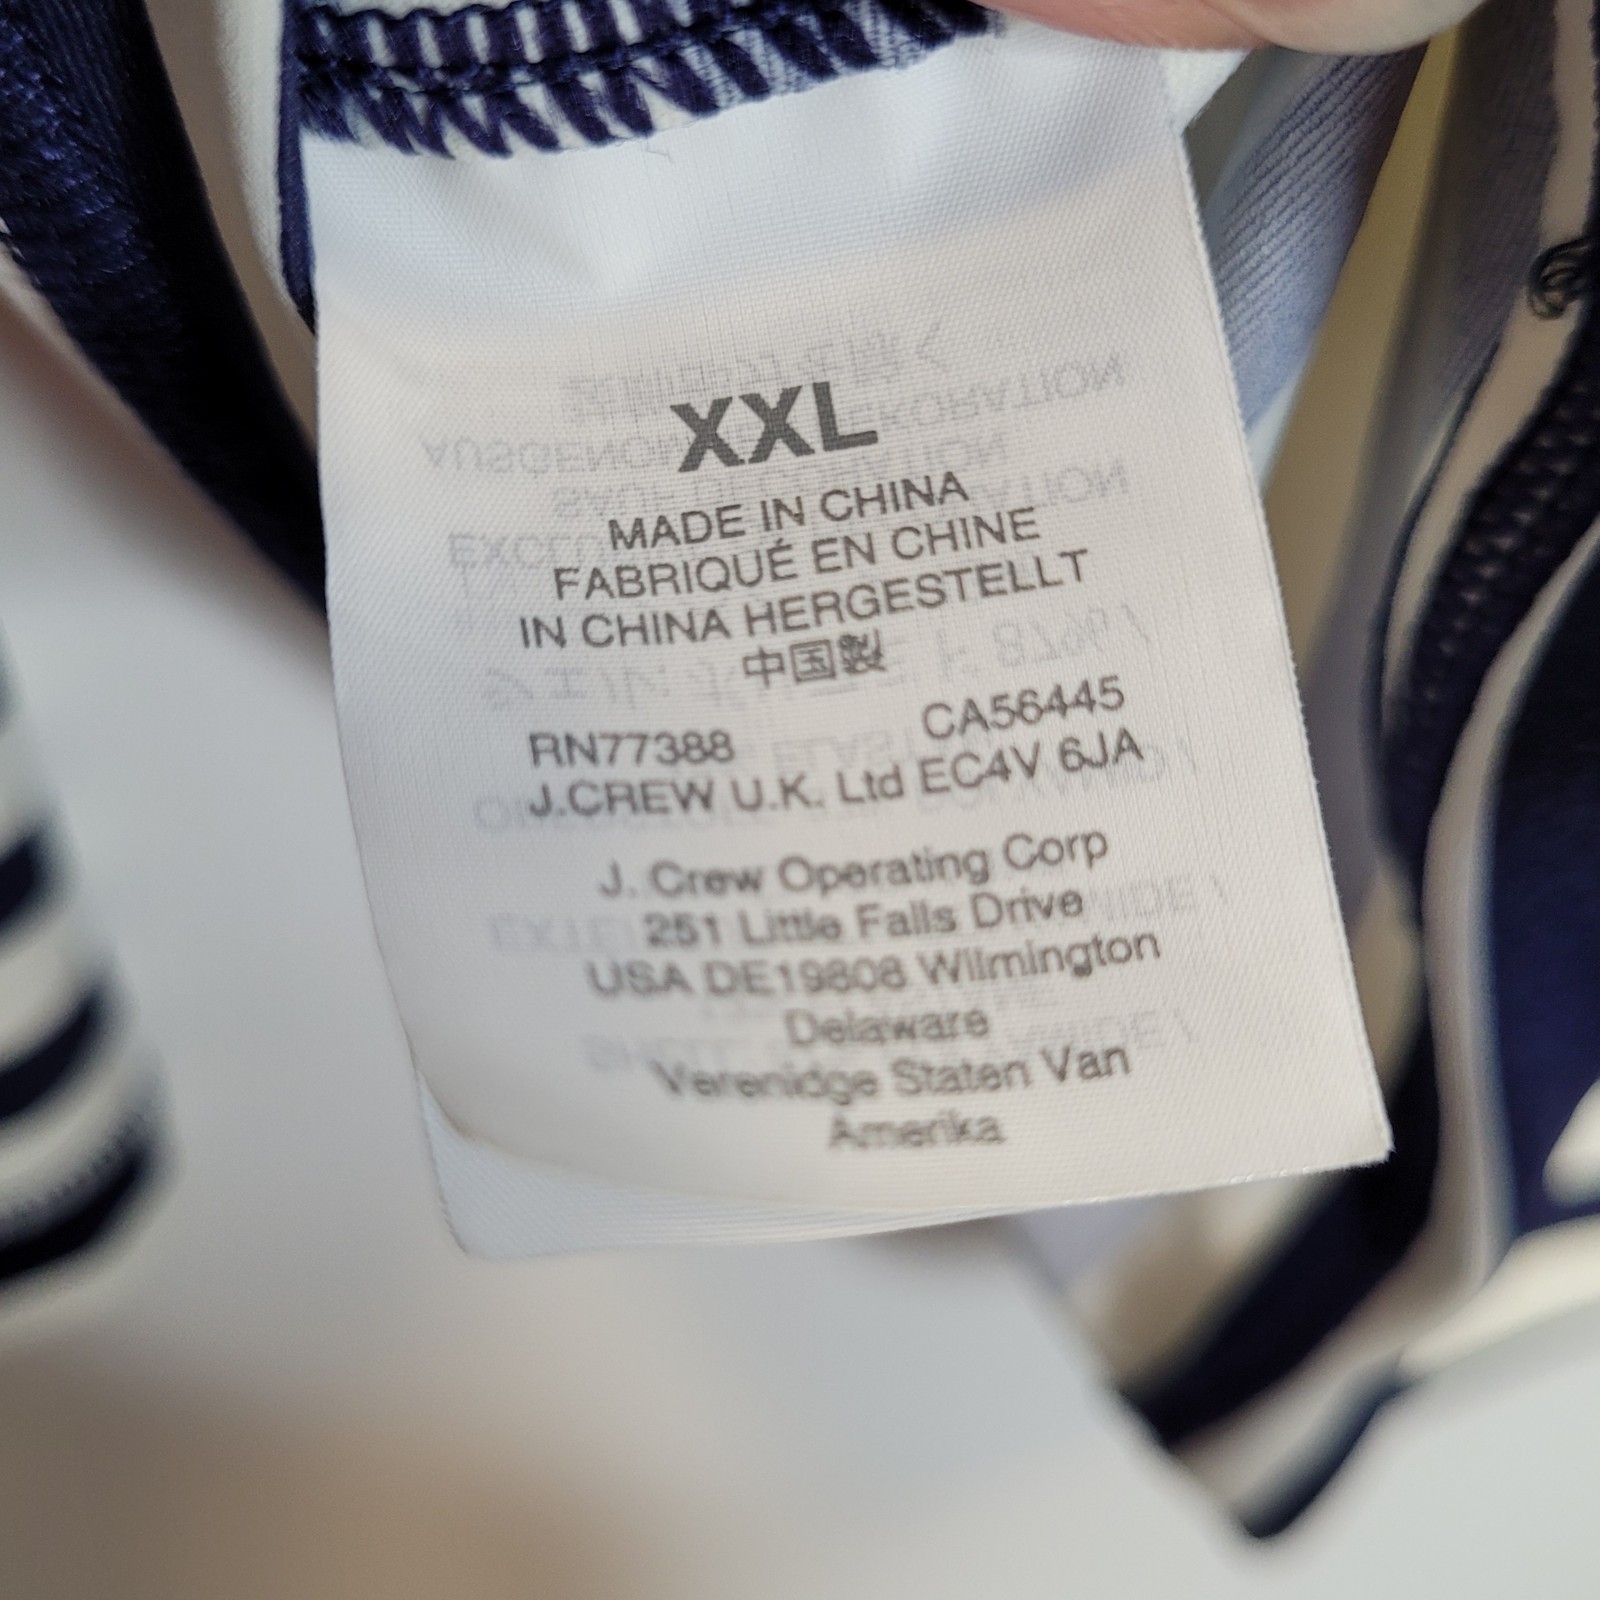 XXL
MADE IN CHINA
FABRIQUÉ EN CHINE
IN CHINA HERGESTELLT
中国製
RN77388 CA56445
J.CREW U.K. Ltd EC4V 6JA
J. Crew Operating Corp
251 Little Falls Drive
USA DE19808 Wilmington
Delaware
Verenidge Staten Van
Amerika